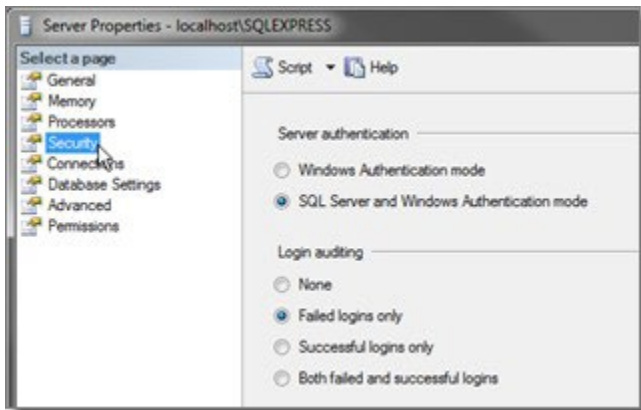 Server Properties - localhost\SQLEXPRESS
Select a page
General
Memory
Processors
Security
Connections
Database Settings
Advanced
Permissions
Script
Help
Server authentication
Windows Authentication mode
SQL Server and Windows Authentication mode
Login auditing
None
Failed logins only
Successful logins only
Both failed and successful logins